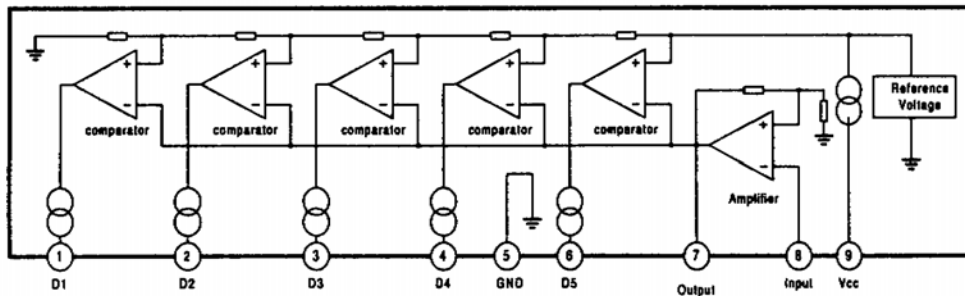 +
-
comparator
+
-
comparator
+
-
comparator
+
-
comparator
+
-
comparator
+
-
Amplifier
Reference
Voltage
1
2
3
4
5
6
7
8
9
D1
D2
D3
D4
GND
D5
Output
Input
Vcc